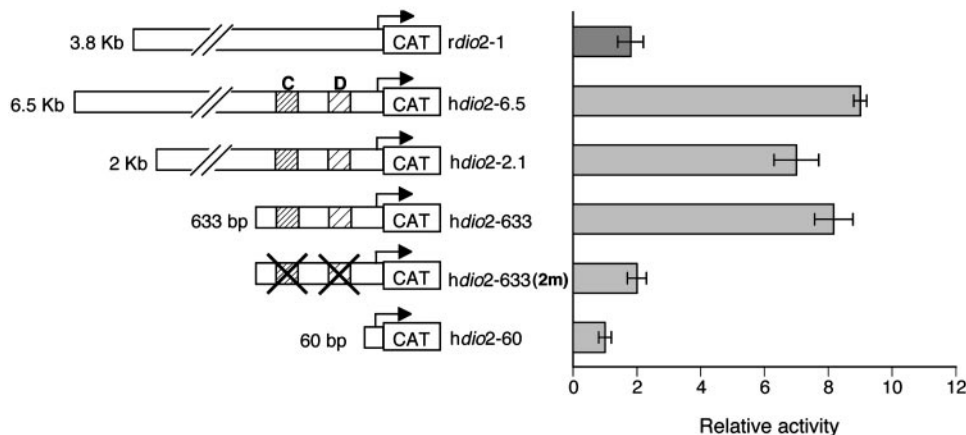 3.8 Kb CAT rdio2-1
C D
6.5 Kb CAT hdio2-6.5
2 Kb CAT hdio2-2.1
633 bp CAT hdio2-633
CAT hdio2-633(2m)
60 bp CAT hdio2-60
0 2 4 6 8 10 12
Relative activity